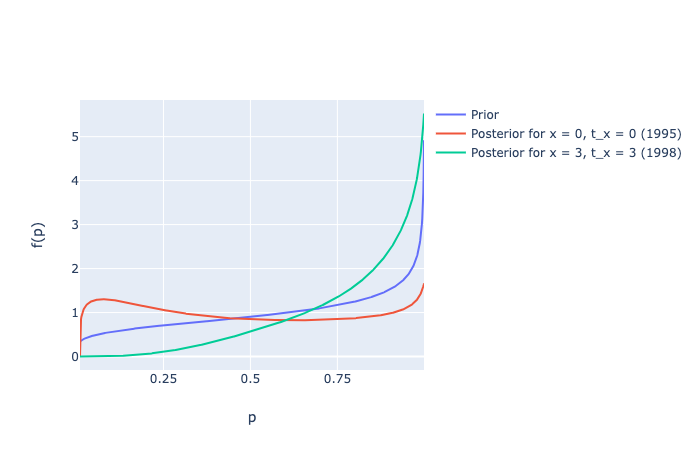 Prior
Posterior for x = 0, t_x = 0 (1995)
Posterior for x = 3, t_x = 3 (1998)
f(p)
5
4
3
2
1
0
0.25 0.5 0.75
p